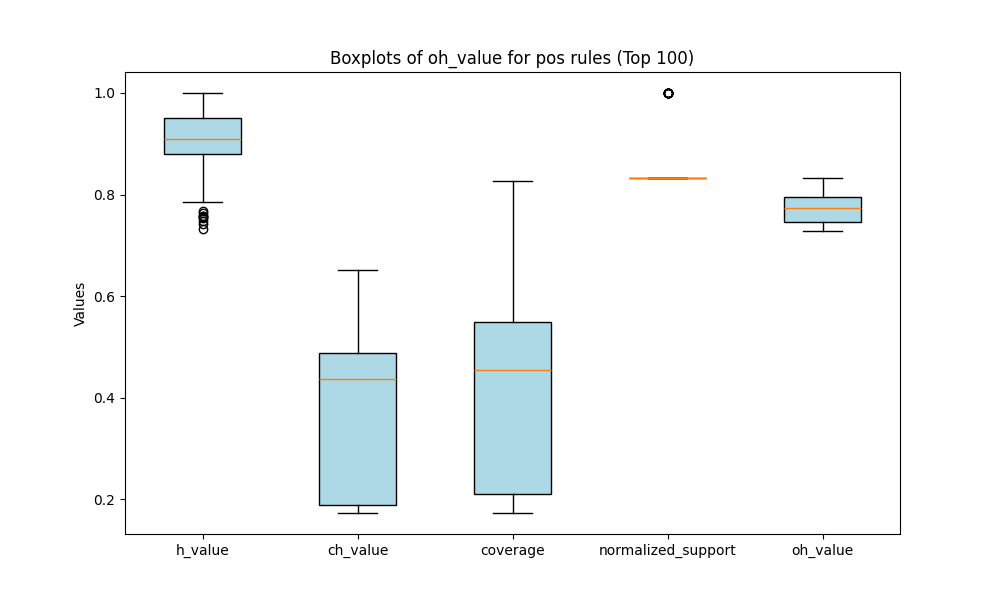 Boxplots of oh_value for pos rules (Top 100)
Values
1.0
0.8
0.6
0.4
0.2
h_value
ch_value
coverage
normalized_support
oh_value